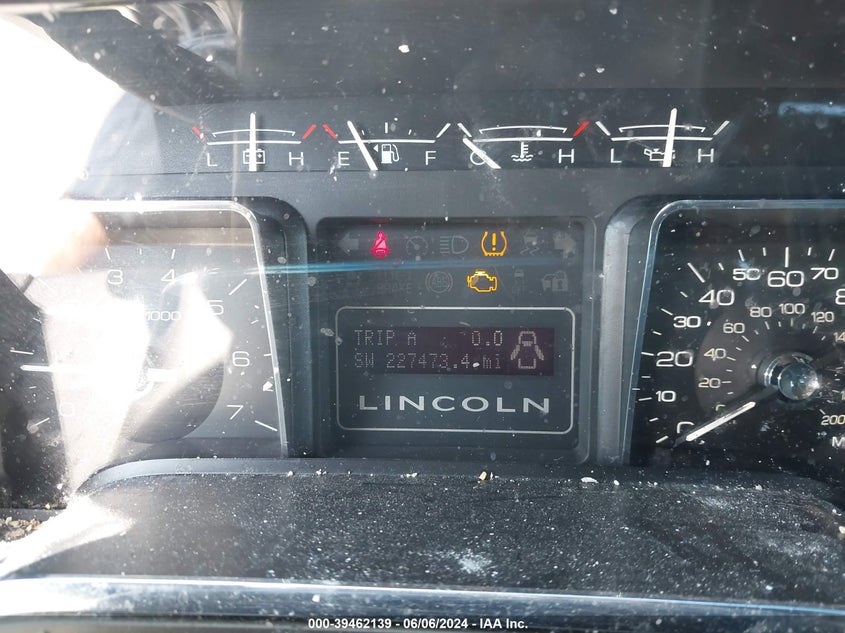 L H E F C H L H
3 4 5 6 7
1000
TRIP A 0.0
SW 227473.4 mi
LINCOLN
0 20 30 40 50 60 70
20 40 60 80 100 120
200
000-39462139 - 06/06/2024 - IAA Inc.